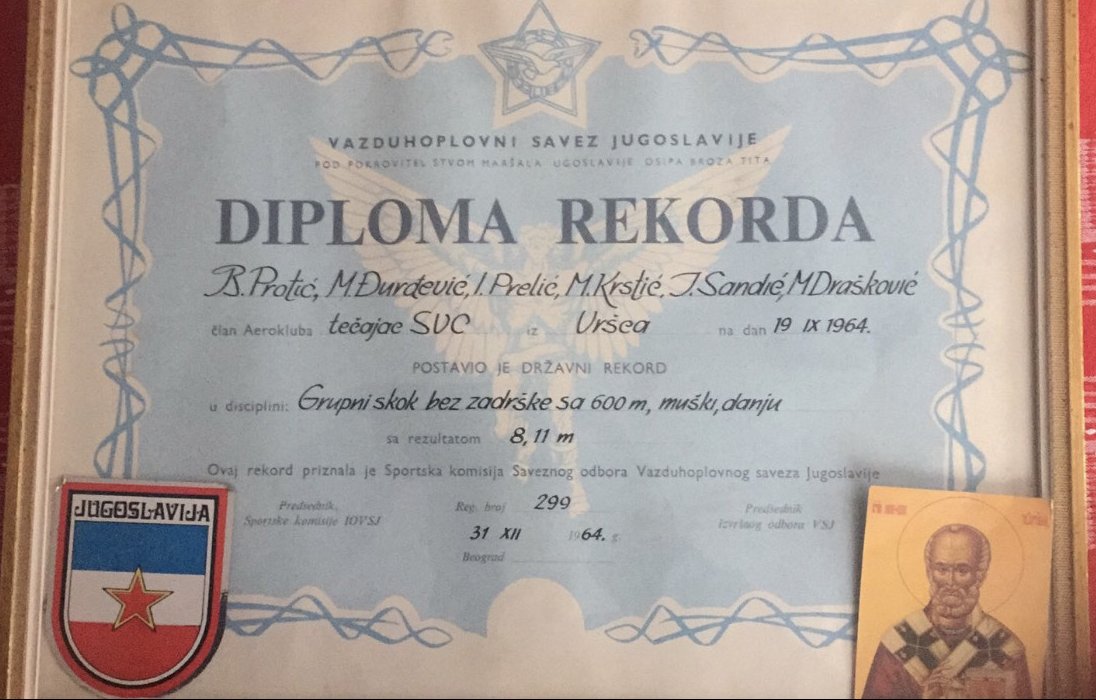 VAZDUHOPLOVNI SAVEZ JUGOSLAVIJE
POD POKROVITELJSTVOM MARŠALA JUGOSLAVIJE JOSIPA BROZA TITA
DIPLOMA REKORDA
B. Protić, M. Đurđević, I. Prelić, M. Krstić, J. Sandić, M. Drašković
član Aerokluba tečajac SVC iz Vršca na dan 19 IX 1964.
POSTAVIO JE DRŽAVNI REKORD
u disciplini: Grupni skok bez zadrške sa 600 m, muški, danju
sa rezultatom 8,11 m
Ovaj rekord priznala je Sportska komisija Saveznog odbora Vazduhoplovnog saveza Jugoslavije
Predsednik,
Sportske komisije IOVSJ
Reg. broj 299
31 XII 1964. g.
Beograd
Predsednik
Izvršnog odbora VSJ
JUGOSLAVIJA